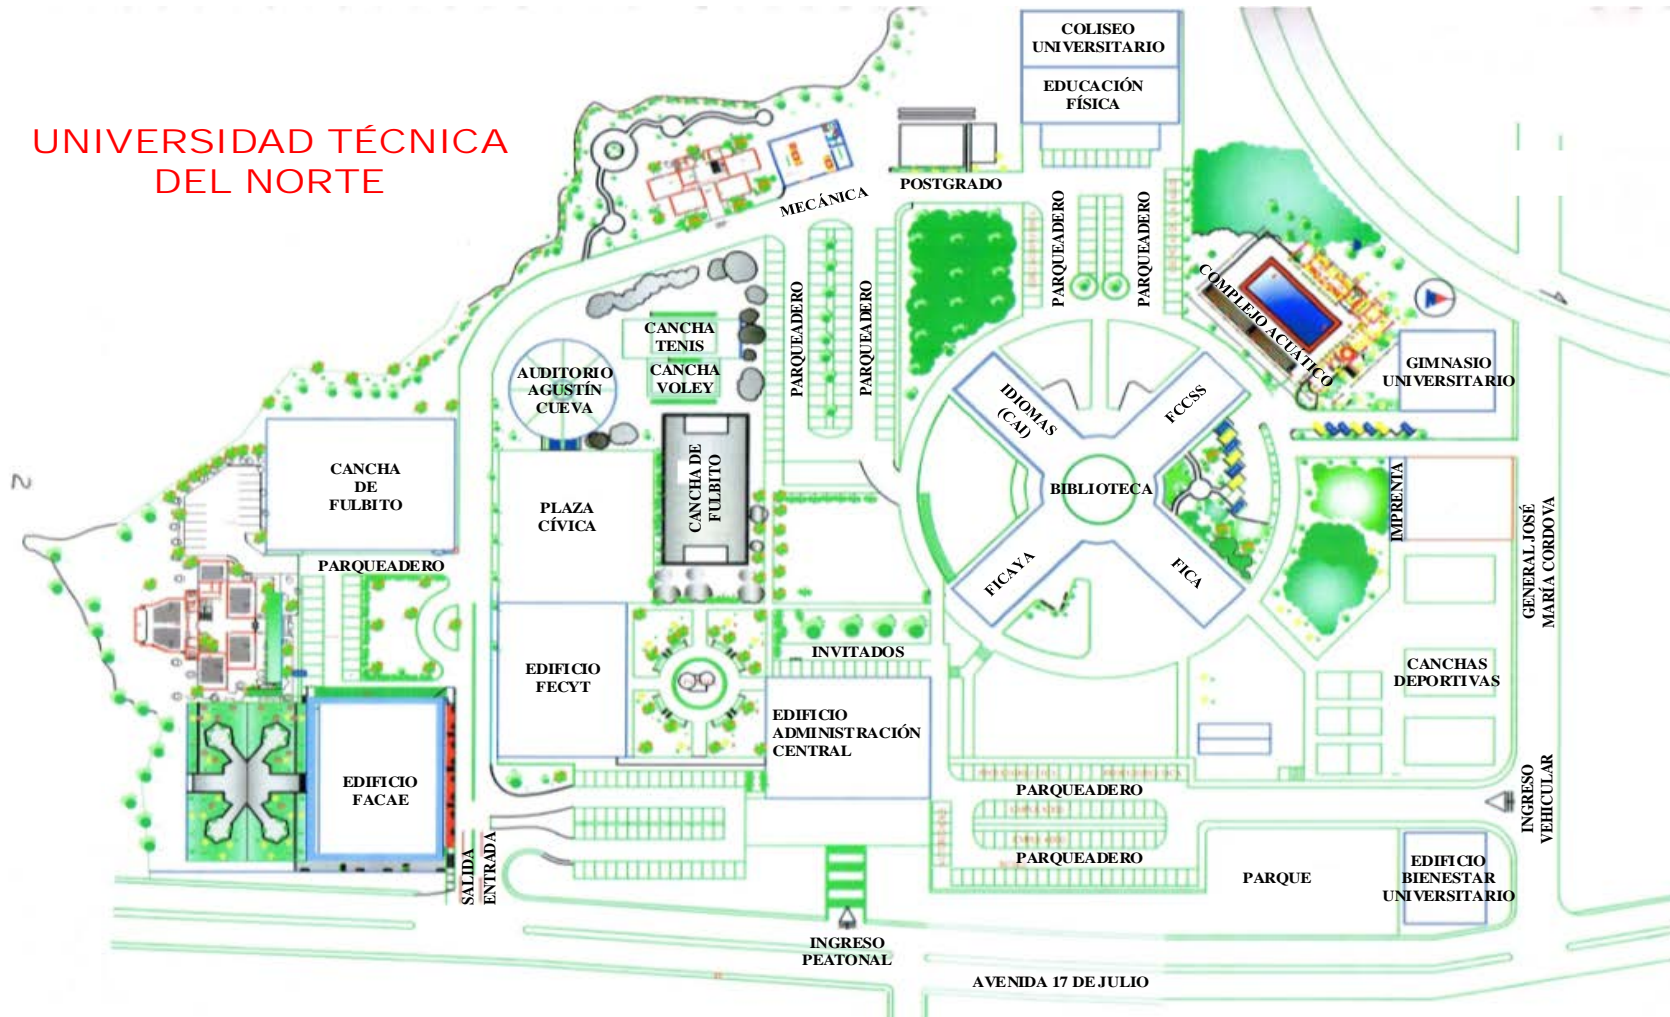 UNIVERSIDAD TÉCNICA
DEL NORTE
COLISEO
UNIVERSITARIO
EDUCACIÓN
FÍSICA
POSTGRADO
MECÁNICA
PARQUEADERO
PARQUEADERO
PARQUEADERO
PARQUEADERO
COMPLEJO ACUÁTICO
GIMNASIO
UNIVERSITARIO
CANCHA
TENIS
CANCHA
VOLEY
AUDITORIO
AGUSTÍN
CUEVA
IDIOMAS
(CAI)
FCCSS
BIBLIOTECA
FICAYA
FICA
IMPRENTA
GENERAL JOSÉ
MARÍA CORDOVA
CANCHA
DE
FULBITO
PLAZA
CÍVICA
CANCHA DE
FULBITO
PARQUEADERO
INVITADOS
EDIFICIO
FECYT
CANCHAS
DEPORTIVAS
EDIFICIO
ADMINISTRACIÓN
CENTRAL
EDIFICIO
FACAE
PARQUEADERO
PARQUEADERO
INGRESO
VEHICULAR
SALIDA
ENTRADA
PARQUE
EDIFICIO
BIENESTAR
UNIVERSITARIO
INGRESO
PEATONAL
AVENIDA 17 DE JULIO
2